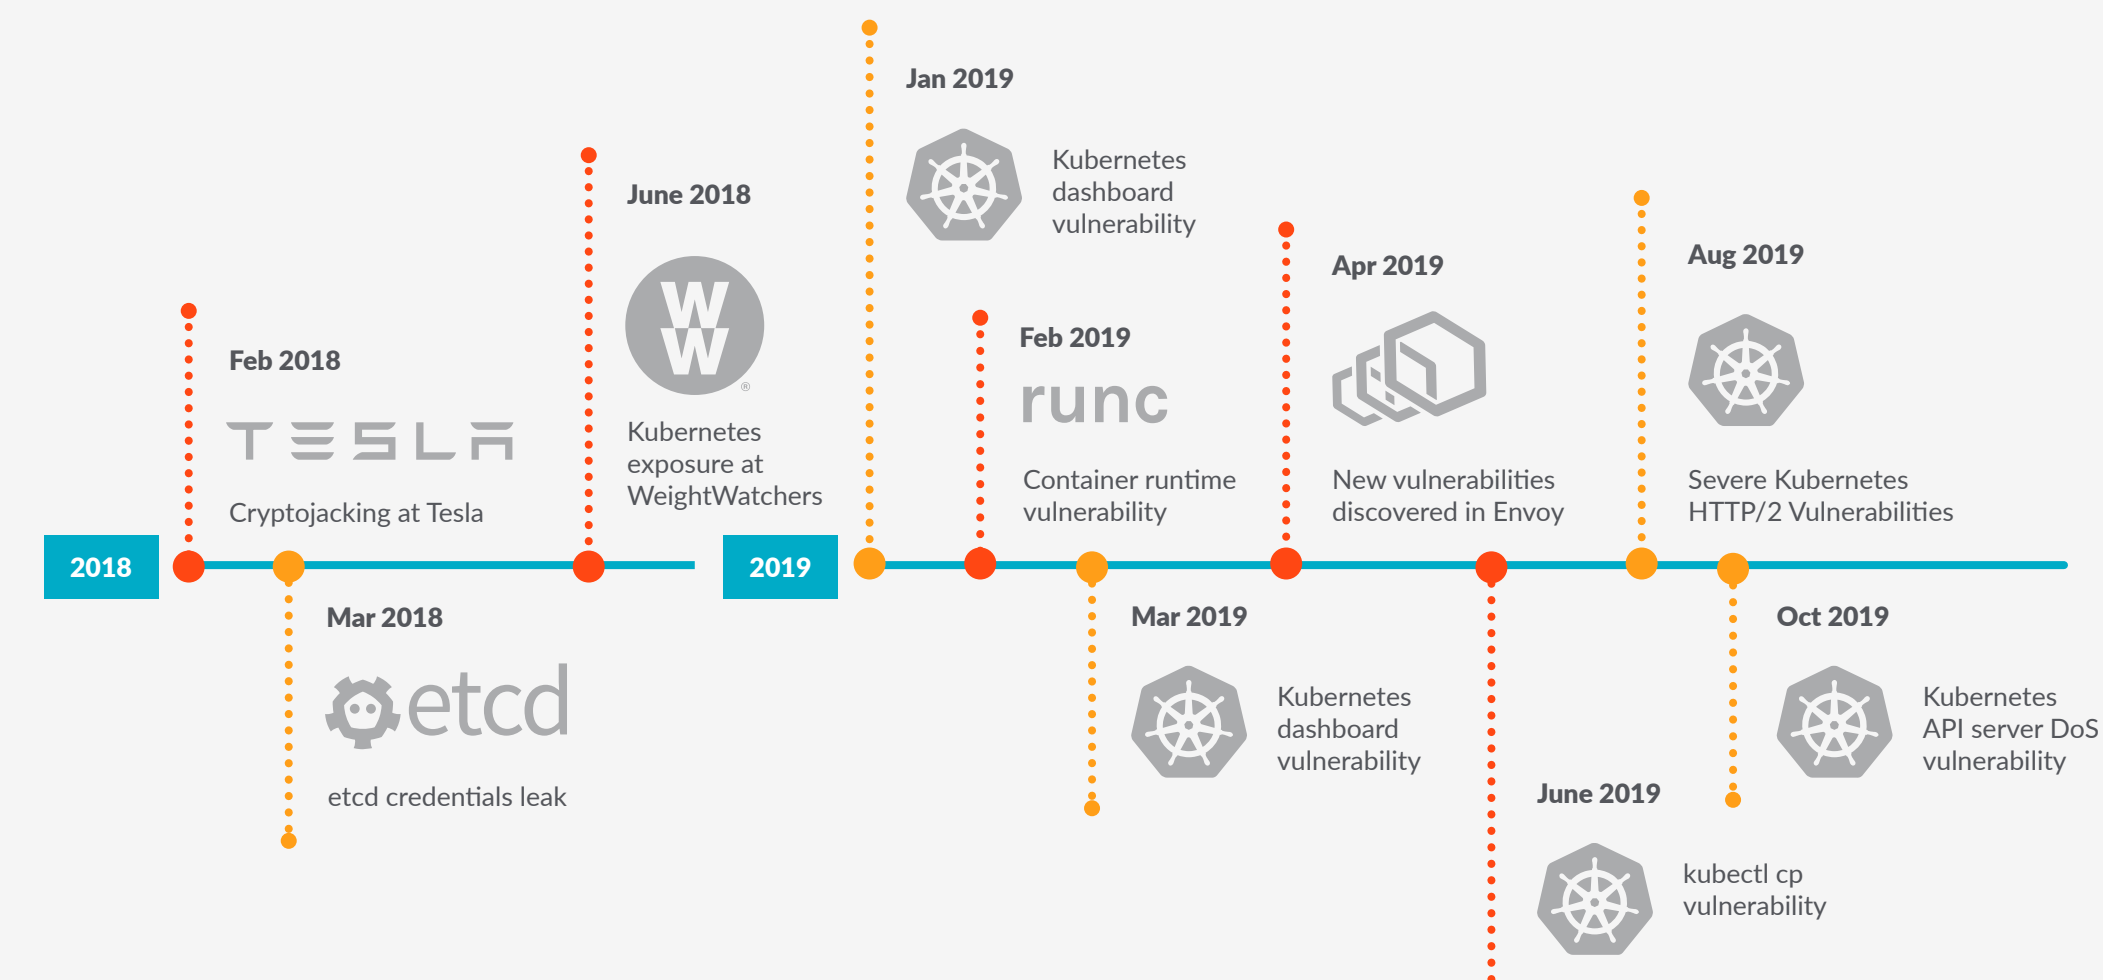 2018
Feb 2018
TESLA
Cryptojacking at Tesla
Mar 2018
etcd
etcd credentials leak
June 2018
WW
®
Kubernetes
exposure at
WeightWatchers
2019
Jan 2019
Kubernetes
dashboard
vulnerability
Feb 2019
runc
Container runtime
vulnerability
Mar 2019
Kubernetes
dashboard
vulnerability
Apr 2019
New vulnerabilities
discovered in Envoy
June 2019
kubectl cp
vulnerability
Aug 2019
Severe Kubernetes
HTTP/2 Vulnerabilities
Oct 2019
Kubernetes
API server DoS
vulnerability